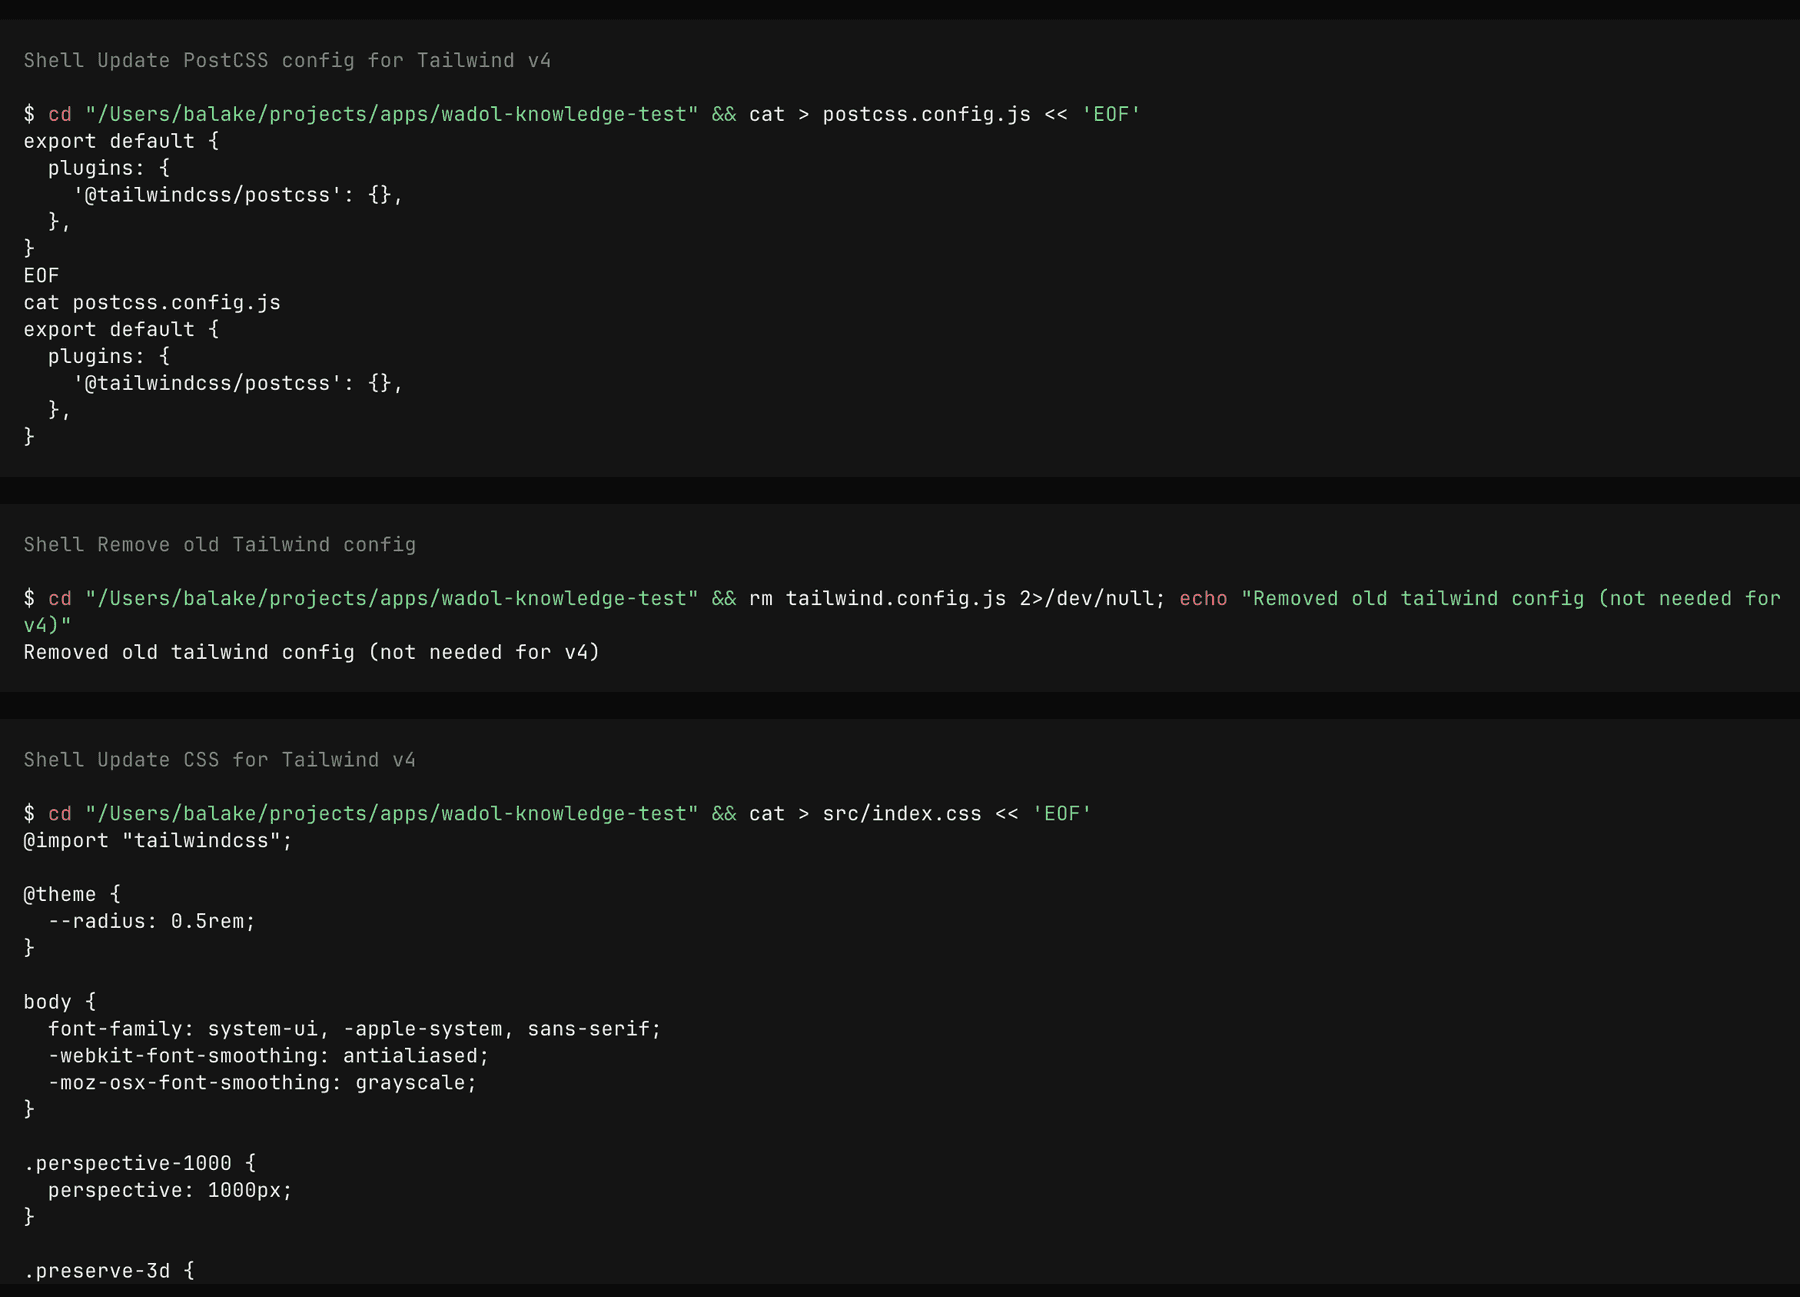 Shell Update PostCSS config for Tailwind v4
$ cd "/Users/balake/projects/apps/wadol-knowledge-test" && cat > postcss.config.js << 'EOF'
export default {
  plugins: {
    '@tailwindcss/postcss': {},
  },
}
EOF
cat postcss.config.js
export default {
  plugins: {
    '@tailwindcss/postcss': {},
  },
}
Shell Remove old Tailwind config
$ cd "/Users/balake/projects/apps/wadol-knowledge-test" && rm tailwind.config.js 2>/dev/null; echo "Removed old tailwind config (not needed for
v4)"
Removed old tailwind config (not needed for v4)
Shell Update CSS for Tailwind v4
$ cd "/Users/balake/projects/apps/wadol-knowledge-test" && cat > src/index.css << 'EOF'
@import "tailwindcss";
@theme {
  --radius: 0.5rem;
}
body {
  font-family: system-ui, -apple-system, sans-serif;
  -webkit-font-smoothing: antialiased;
  -moz-osx-font-smoothing: grayscale;
}
.perspective-1000 {
  perspective: 1000px;
}
.preserve-3d {